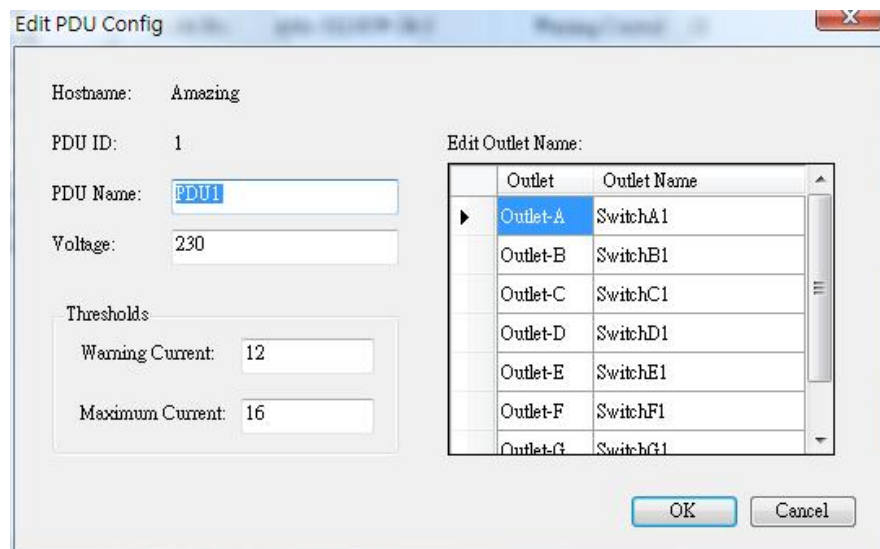 Edit PDU Config
Hostname: Amazing
PDU ID: 1
PDU Name: PDU1
Voltage: 230
Thresholds
Warning Current: 12
Maximum Current: 16
Edit Outlet Name:
Outlet Outlet Name
Outlet-A SwitchA1
Outlet-B SwitchB1
Outlet-C SwitchC1
Outlet-D SwitchD1
Outlet-E SwitchE1
Outlet-F SwitchF1
Outlet-G SwitchG1
OK Cancel